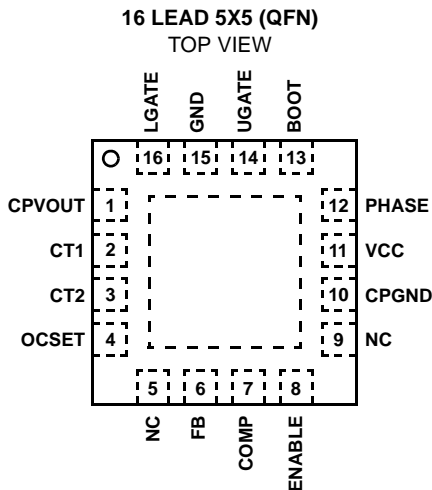 16 LEAD 5X5 (QFN)
TOP VIEW
LGATE
GND
UGATE
BOOT
16
15
14
13
CPVOUT
1
12
PHASE
CT1
2
11
VCC
CT2
3
10
CPGND
OCSET
4
9
NC
5
6
7
8
NC
FB
COMP
ENABLE